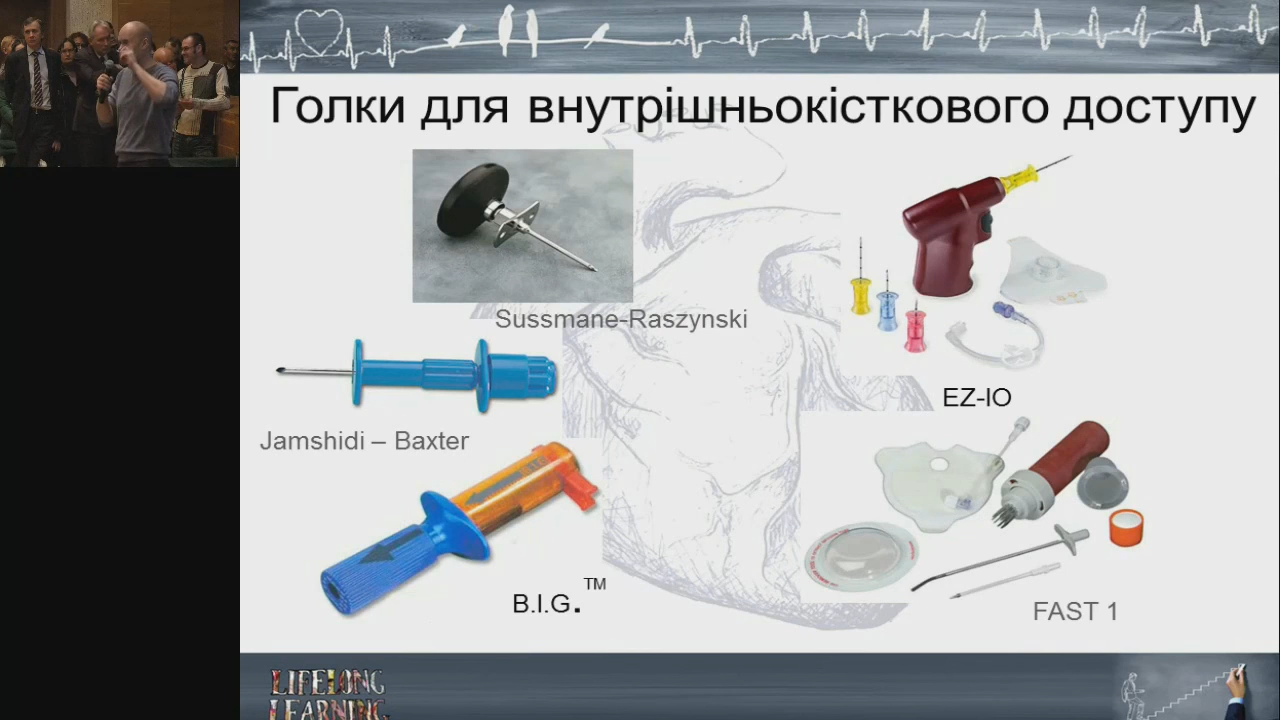 Голки для внутрішньокісткового доступу
Sussmane-Raszynski
EZ-IO
Jamshidi – Baxter
B.I.G.™
FAST 1
LIFELONG
LEARNING